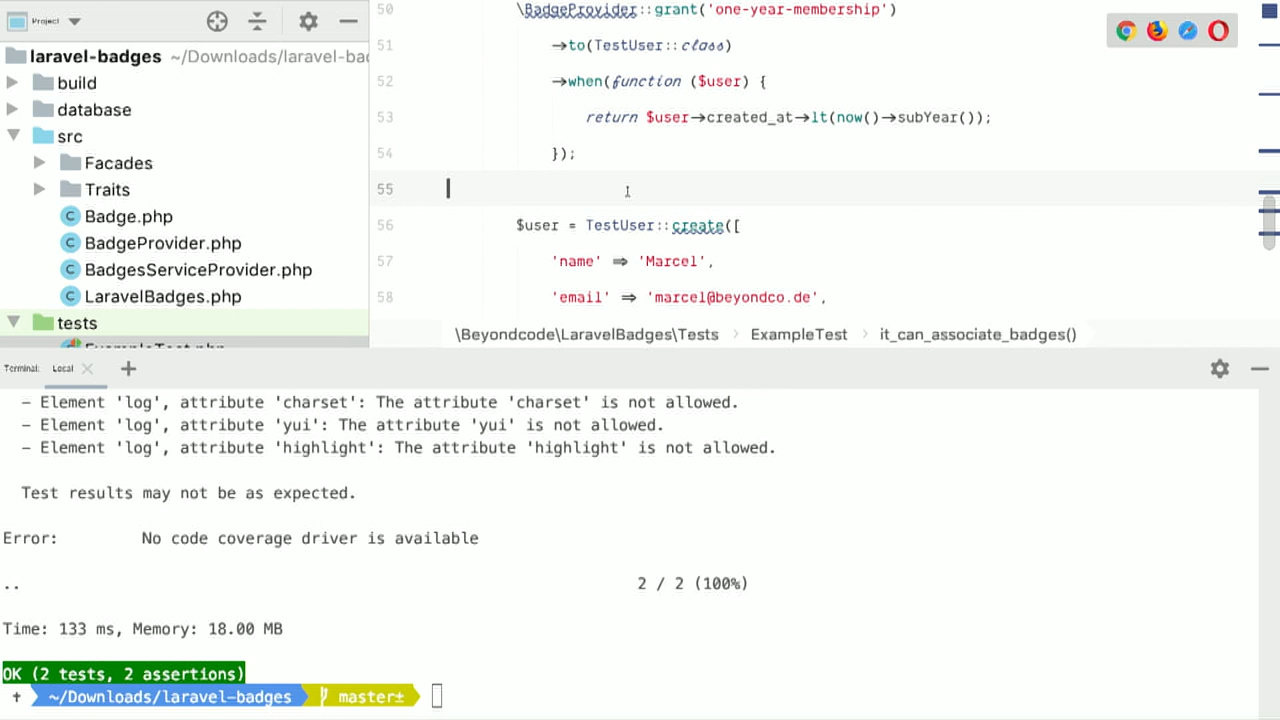 Project
laravel-badges ~/Downloads/laravel-ba
build
database
src
Facades
Traits
Badge.php
BadgeProvider.php
BadgesServiceProvider.php
LaravelBadges.php
tests
ExampleTest.php
50 \BadgeProvider::grant('one-year-membership')
51 →to(TestUser::class)
52 →when(function ($user) {
53 return $user→created_at→lt(now()→subYear());
54 });
55
56 $user = TestUser::create([
57 'name' ⇒ 'Marcel',
58 'email' ⇒ 'marcel@beyondco.de',
\Beyondcode\LaravelBadges\Tests > ExampleTest > it_can_associate_badges()
Terminal: Local × +
– Element 'log', attribute 'charset': The attribute 'charset' is not allowed.
– Element 'log', attribute 'yui': The attribute 'yui' is not allowed.
– Element 'log', attribute 'highlight': The attribute 'highlight' is not allowed.
Test results may not be as expected.
Error: No code coverage driver is available
.. 2 / 2 (100%)
Time: 133 ms, Memory: 18.00 MB
OK (2 tests, 2 assertions)
~/Downloads/laravel-badges master±